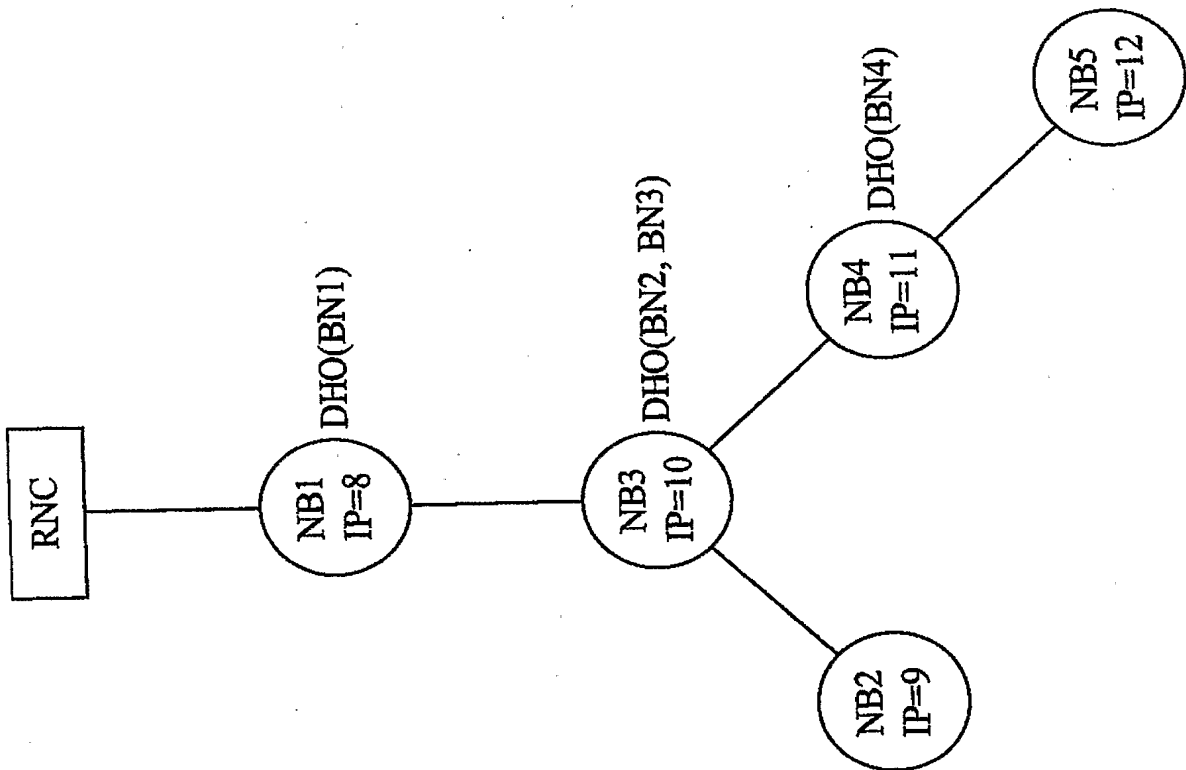 RNC
NB1
IP=8
DHO(BN1)
NB3
IP=10
DHO(BN2, BN3)
NB2
IP=9
NB4
IP=11
DHO(BN4)
NB5
IP=12